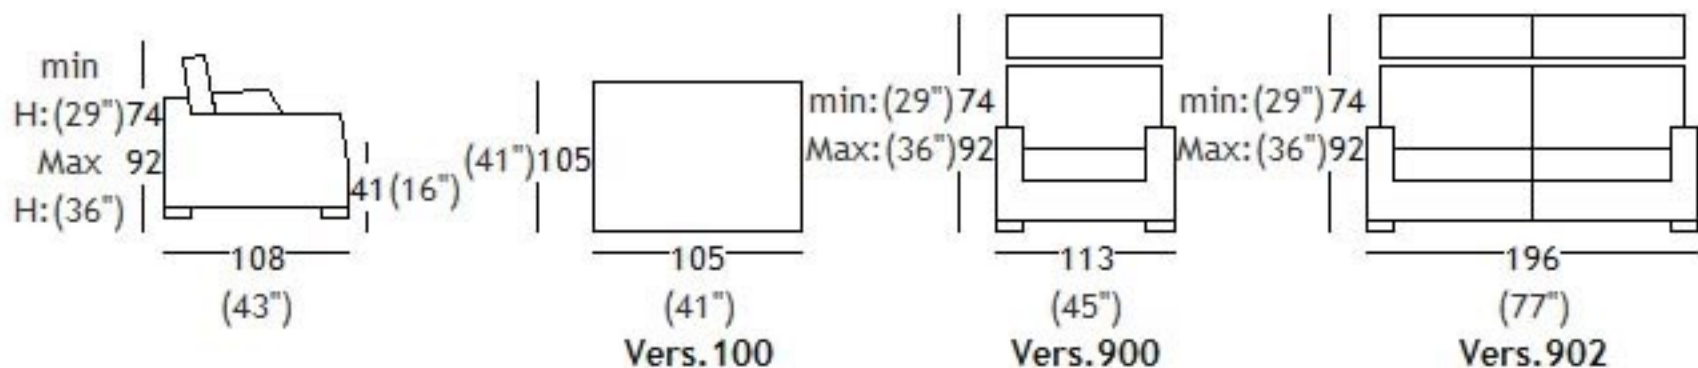 min
H:(29")74
Max 92
H:(36")
41(16")
108
(43")
(41")105
105
(41")
Vers.100
min:(29")74
Max:(36")92
113
(45")
Vers.900
min:(29")74
Max:(36")92
196
(77")
Vers.902